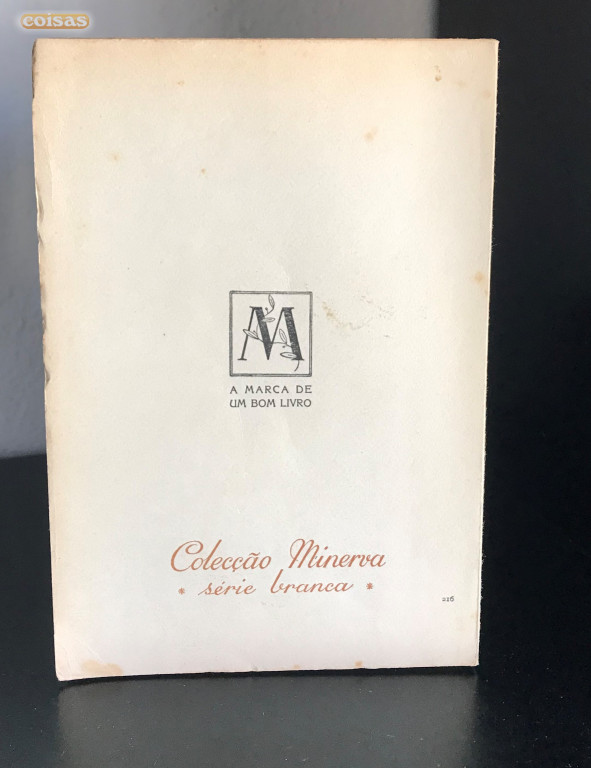 coisas
M
A MARCA DE
UM BOM LIVRO
Colecção Minerva
* série branca *
226